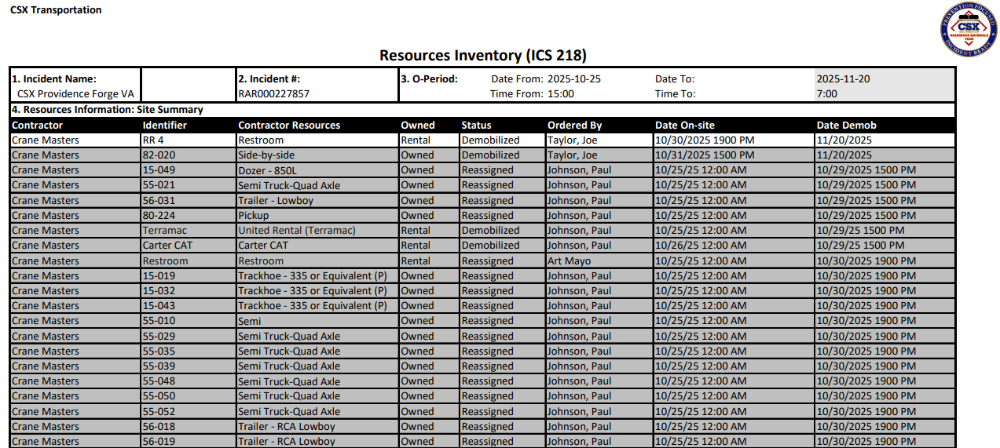 CSX Transportation
PREVENTION FOCUSED
CSX
HAZARDOUS MATERIALS
TEAM
INCIDENT READY
Resources Inventory (ICS 218)
1. Incident Name: 2. Incident #: 3. O-Period: Date From: 2025-10-25 Date To: 2025-11-20
CSX Providence Forge VA RAR000227857 Time From: 15:00 Time To: 7:00
4. Resources Information: Site Summary
Contractor Identifier Contractor Resources Owned Status Ordered By Date On-site Date Demob
Crane Masters RR 4 Restroom Rental Demobilized Taylor, Joe 10/30/2025 1900 PM 11/20/2025
Crane Masters 82-020 Side-by-side Owned Demobilized Taylor, Joe 10/31/2025 1500 PM 11/20/2025
Crane Masters 15-049 Dozer - 850L Owned Reassigned Johnson, Paul 10/25/25 12:00 AM 10/29/2025 1500 PM
Crane Masters 55-021 Semi Truck-Quad Axle Owned Reassigned Johnson, Paul 10/25/25 12:00 AM 10/29/2025 1500 PM
Crane Masters 56-031 Trailer - Lowboy Owned Reassigned Johnson, Paul 10/25/25 12:00 AM 10/29/2025 1500 PM
Crane Masters 80-224 Pickup Owned Reassigned Johnson, Paul 10/25/25 12:00 AM 10/29/2025 1500 PM
Crane Masters Terramac United Rental (Terramac) Rental Demobilized Johnson, Paul 10/25/25 12:00 AM 10/29/25 1500 PM
Crane Masters Carter CAT Carter CAT Rental Demobilized Johnson, Paul 10/26/25 12:00 AM 10/29/25 1500 PM
Crane Masters Restroom Restroom Rental Reassigned Art Mayo 10/25/25 12:00 AM 10/30/2025 1900 PM
Crane Masters 15-019 Trackhoe - 335 or Equivalent (P) Owned Reassigned Johnson, Paul 10/25/25 12:00 AM 10/30/2025 1900 PM
Crane Masters 15-032 Trackhoe - 335 or Equivalent (P) Owned Reassigned Johnson, Paul 10/25/25 12:00 AM 10/30/2025 1900 PM
Crane Masters 15-043 Trackhoe - 335 or Equivalent (P) Owned Reassigned Johnson, Paul 10/25/25 12:00 AM 10/30/2025 1900 PM
Crane Masters 55-010 Semi Owned Reassigned Johnson, Paul 10/25/25 12:00 AM 10/30/2025 1900 PM
Crane Masters 55-029 Semi Truck-Quad Axle Owned Reassigned Johnson, Paul 10/25/25 12:00 AM 10/30/2025 1900 PM
Crane Masters 55-035 Semi Truck-Quad Axle Owned Reassigned Johnson, Paul 10/25/25 12:00 AM 10/30/2025 1900 PM
Crane Masters 55-039 Semi Truck-Quad Axle Owned Reassigned Johnson, Paul 10/25/25 12:00 AM 10/30/2025 1900 PM
Crane Masters 55-048 Semi Truck-Quad Axle Owned Reassigned Johnson, Paul 10/25/25 12:00 AM 10/30/2025 1900 PM
Crane Masters 55-050 Semi Truck-Quad Axle Owned Reassigned Johnson, Paul 10/25/25 12:00 AM 10/30/2025 1900 PM
Crane Masters 55-052 Semi Truck-Quad Axle Owned Reassigned Johnson, Paul 10/25/25 12:00 AM 10/30/2025 1900 PM
Crane Masters 56-018 Trailer - RCA Lowboy Owned Reassigned Johnson, Paul 10/25/25 12:00 AM 10/30/2025 1900 PM
Crane Masters 56-019 Trailer - RCA Lowboy Owned Reassigned Johnson, Paul 10/25/25 12:00 AM 10/30/2025 1900 PM